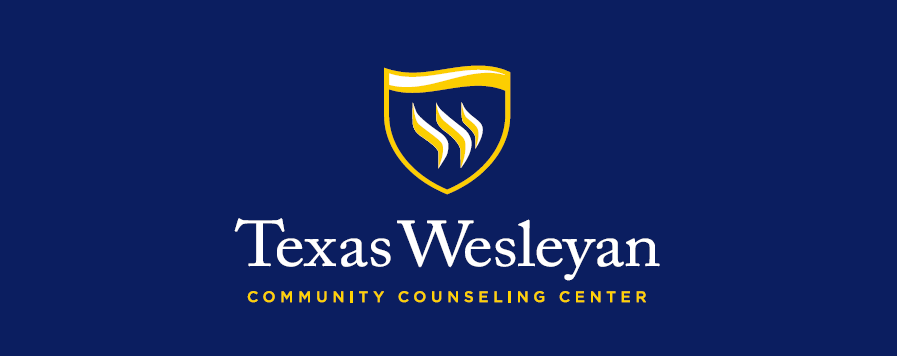 Texas Wesleyan
COMMUNITY COUNSELING CENTER